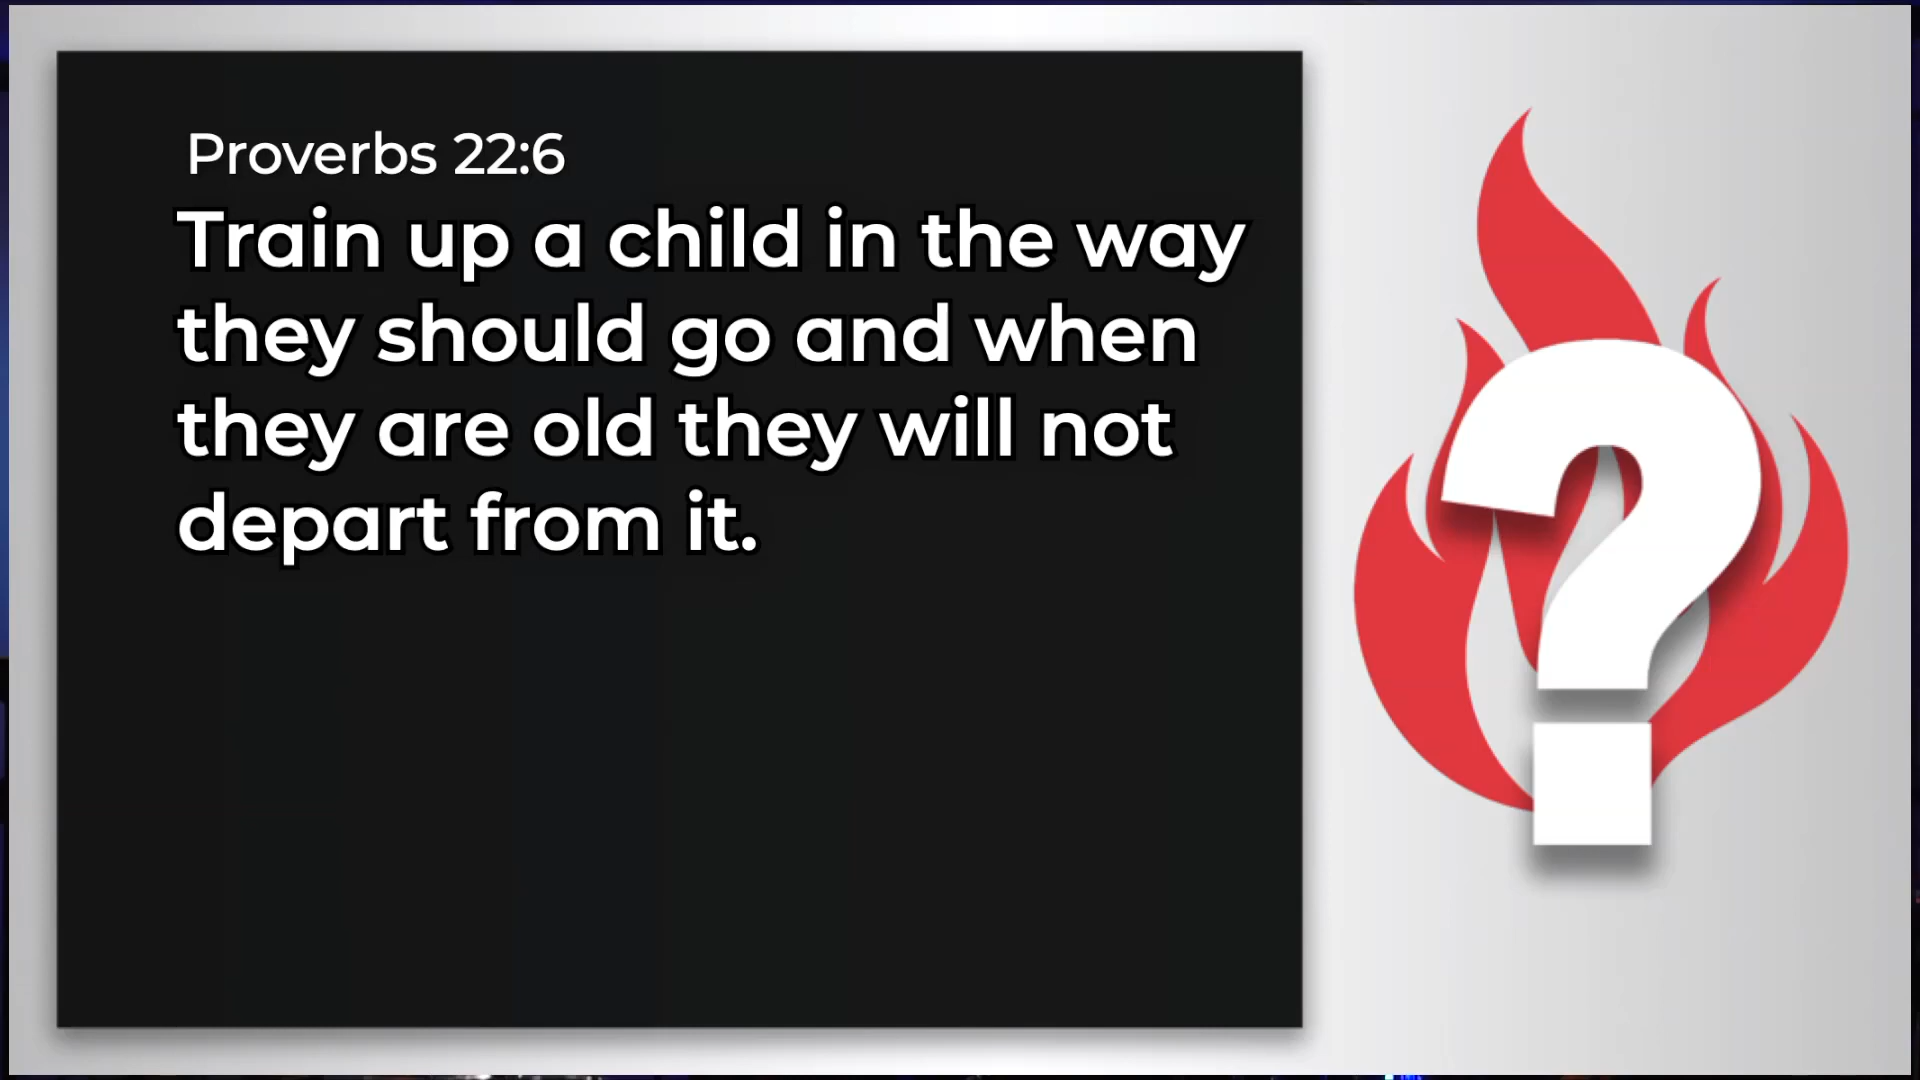 Proverbs 22:6
Train up a child in the way
they should go and when
they are old they will not
depart from it.
?